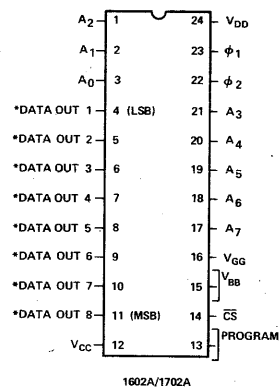 A2 1 24 VDD
A1 2 23 ϕ1
A0 3 22 ϕ2
*DATA OUT 1 4 (LSB) 21 A3
*DATA OUT 2 5 20 A4
*DATA OUT 3 6 19 A5
*DATA OUT 4 7 18 A6
*DATA OUT 5 8 17 A7
*DATA OUT 6 9 16 VGG
*DATA OUT 7 10 15 VBB
*DATA OUT 8 11 (MSB) 14 C̅S̅
VCC 12 13 PROGRAM
1602A/1702A